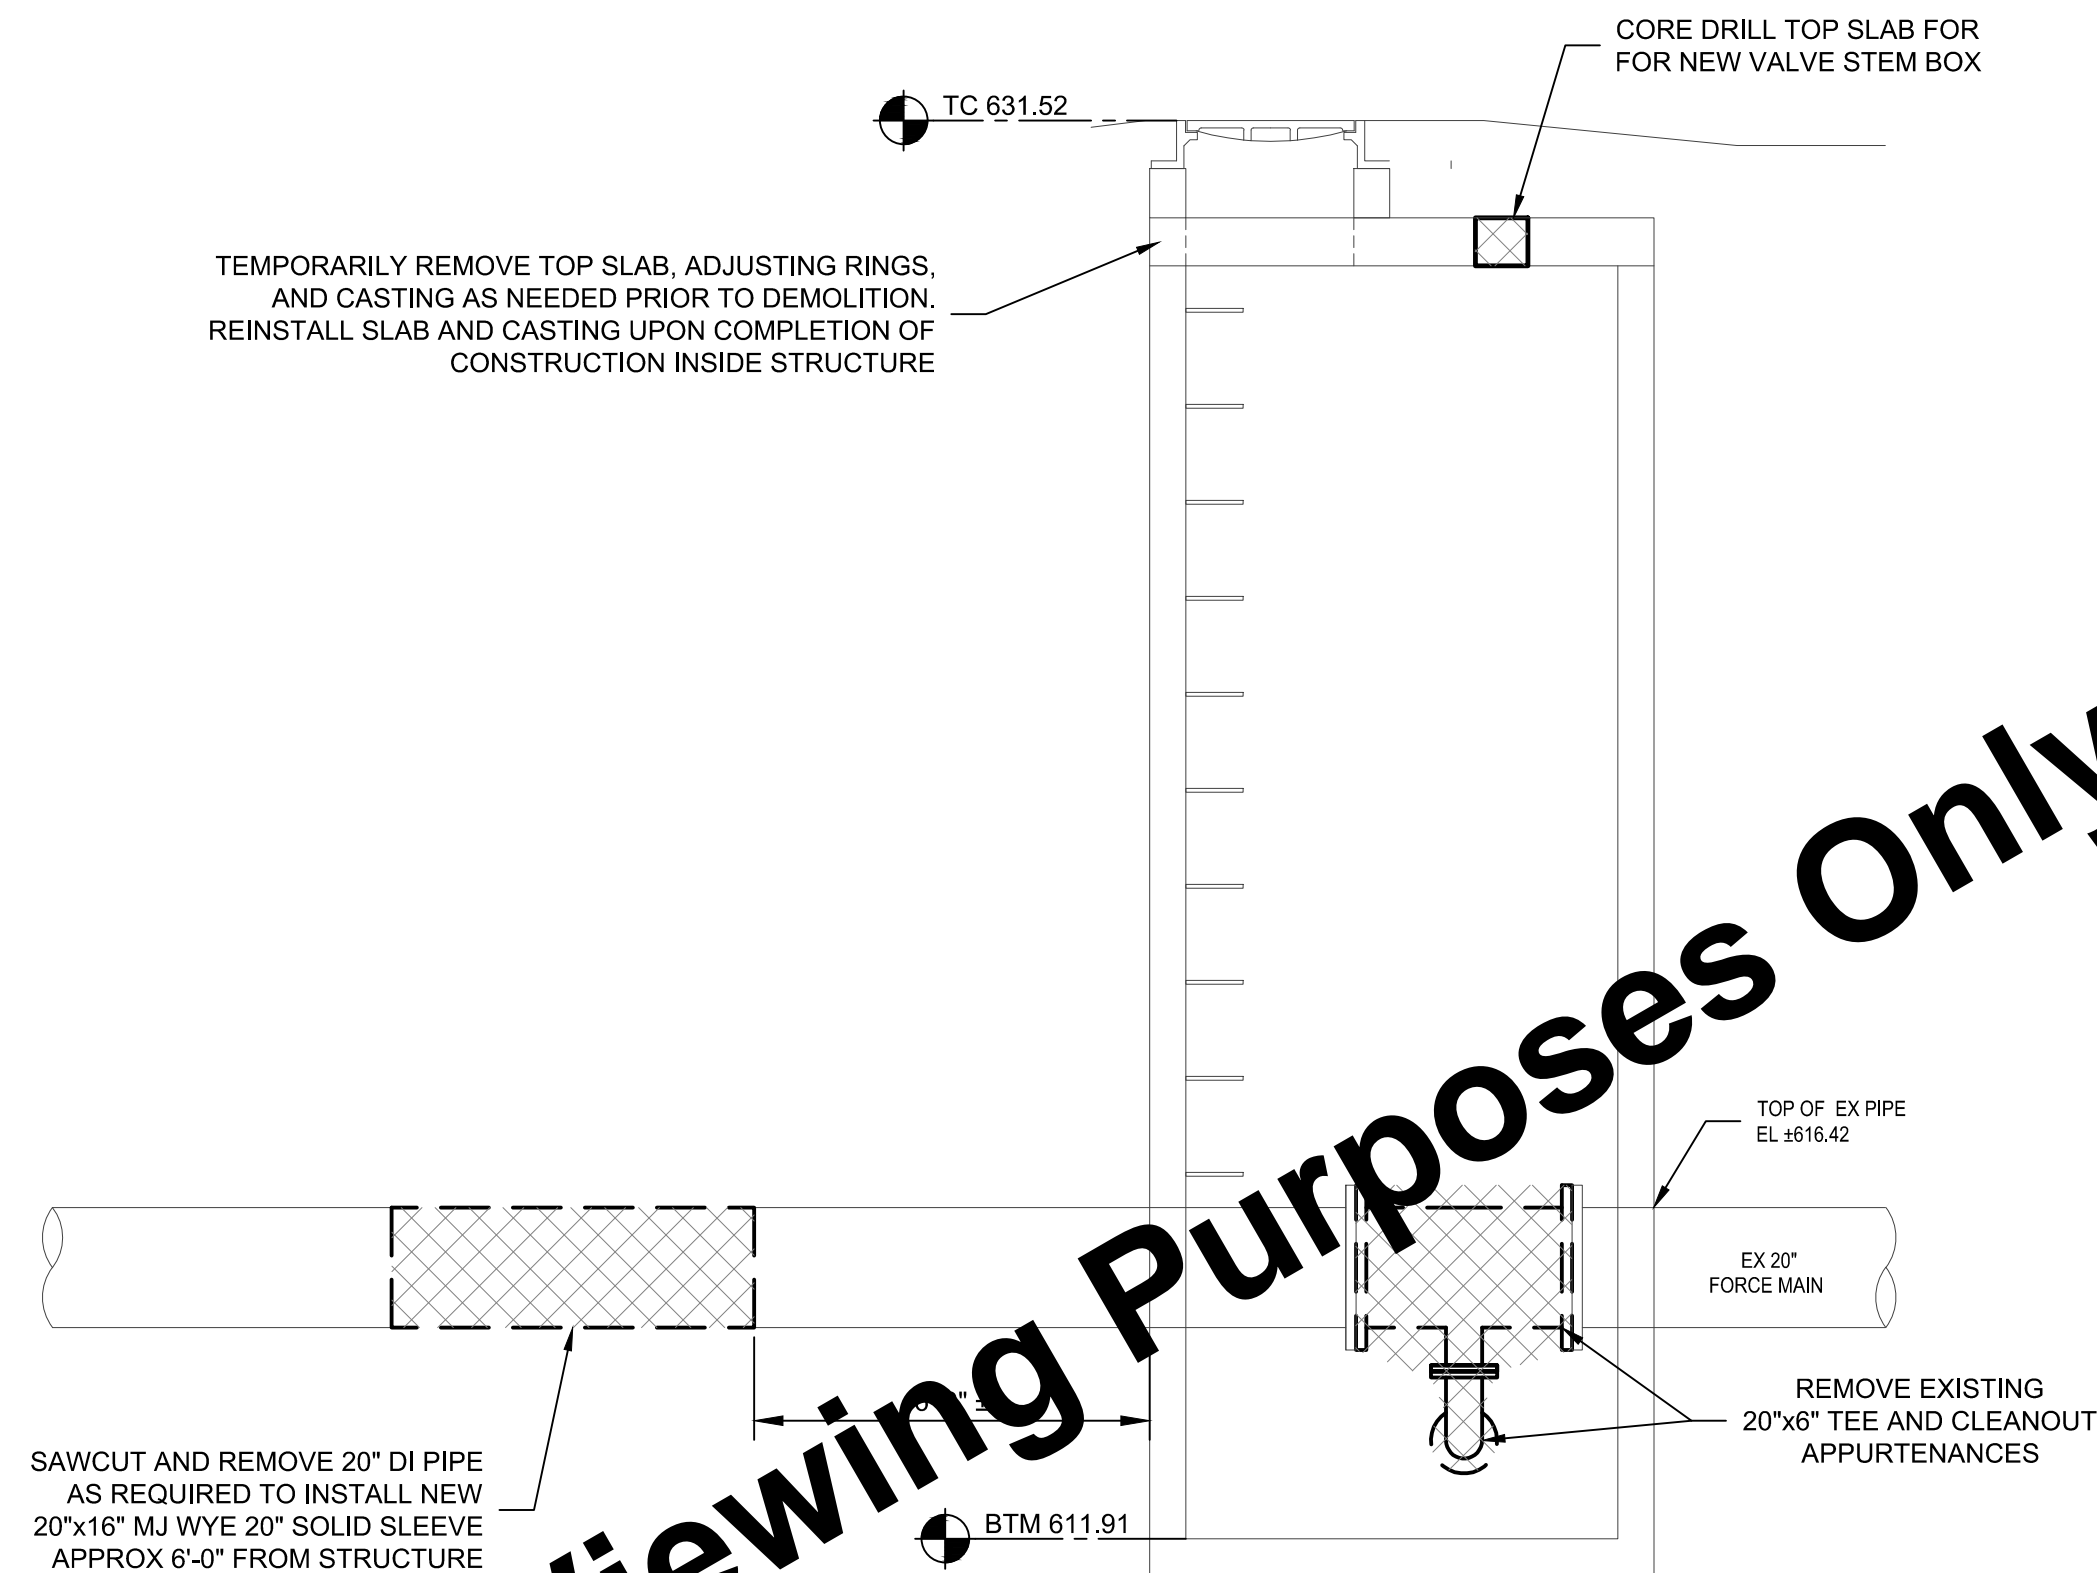 CORE DRILL TOP SLAB FOR
FOR NEW VALVE STEM BOX
TC 631.52
TEMPORARILY REMOVE TOP SLAB, ADJUSTING RINGS,
AND CASTING AS NEEDED PRIOR TO DEMOLITION.
REINSTALL SLAB AND CASTING UPON COMPLETION OF
CONSTRUCTION INSIDE STRUCTURE
TOP OF EX PIPE
EL ±616.42
EX 20"
FORCE MAIN
REMOVE EXISTING
20"x6" TEE AND CLEANOUT
APPURTENANCES
SAWCUT AND REMOVE 20" DI PIPE
AS REQUIRED TO INSTALL NEW
20"x16" MJ WYE 20" SOLID SLEEVE
APPROX 6'-0" FROM STRUCTURE
BTM 611.91
Viewing Purposes Only